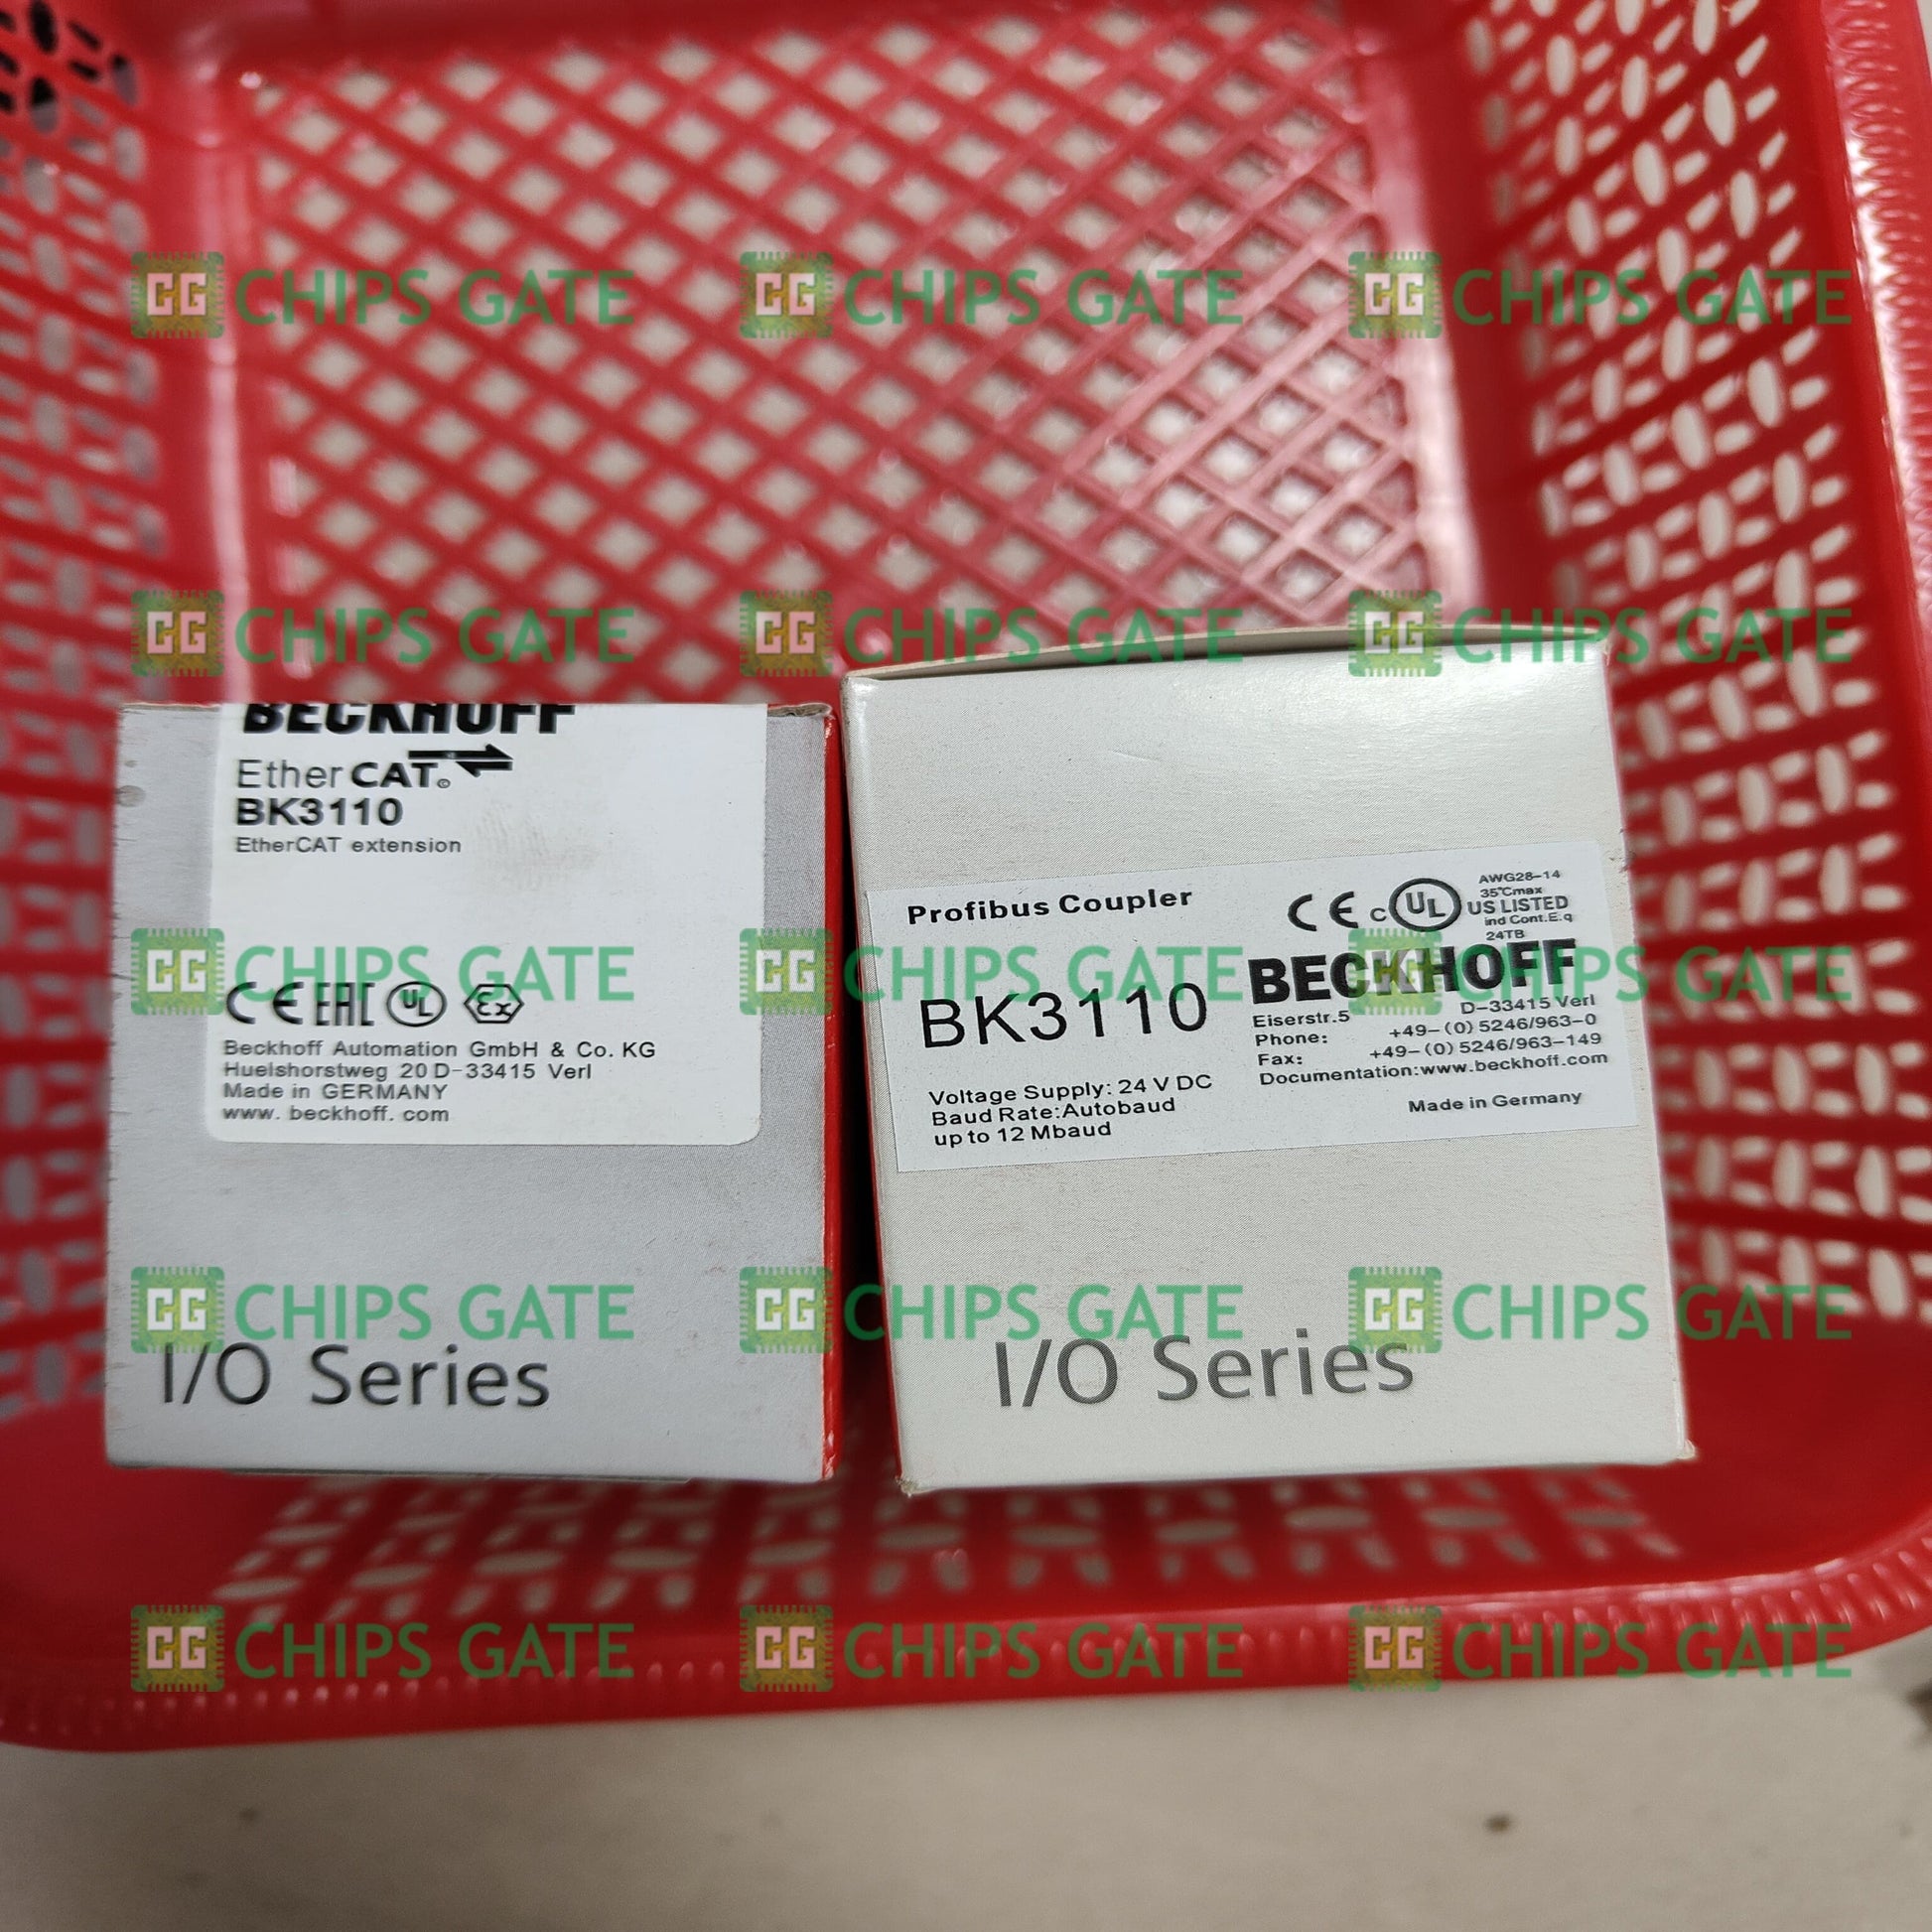 CG CHIPS GATE CG CHIPS GATE CG CHIPS GATE
CG CHIPS GATE CG CHIPS GATE CG CHIPS GATE
BECKHOFF
EtherCAT®
BK3110
EtherCAT extension
CE EAC UL Ex
Beckhoff Automation GmbH & Co. KG
Huelshorstweg 20 D-33415 Verl
Made in GERMANY
www. beckhoff. com
I/O Series
Profibus Coupler
CE c UL US LISTED
AWG28-14
35°Cmax
ind Cont.E.q
24TB
BECKHOFF
BK3110
Eiserstr.5 D-33415 Verl
Phone: +49-(0) 5246/963-0
Fax: +49-(0) 5246/963-149
Documentation:www.beckhoff.com
Voltage Supply: 24 V DC
Baud Rate:Autobaud
up to 12 Mbaud
Made in Germany
I/O Series
CG CHIPS GATE CG CHIPS GATE CG CHIPS GATE
CG CHIPS GATE CG CHIPS GATE CG CHIPS GATE
CG CHIPS GATE CG CHIPS GATE CG CHIPS GATE